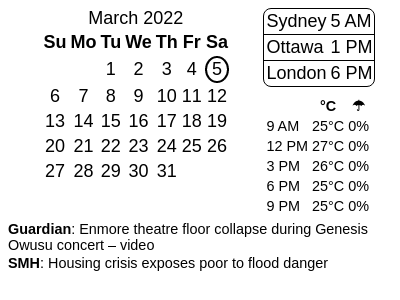 March 2022
Su Mo Tu We Th Fr Sa
1 2 3 4 5
6 7 8 9 10 11 12
13 14 15 16 17 18 19
20 21 22 23 24 25 26
27 28 29 30 31
Sydney 5 AM
Ottawa 1 PM
London 6 PM
°C ☂
9 AM 25°C 0%
12 PM 27°C 0%
3 PM 26°C 0%
6 PM 25°C 0%
9 PM 25°C 0%
Guardian: Enmore theatre floor collapse during Genesis
Owusu concert – video
SMH: Housing crisis exposes poor to flood danger